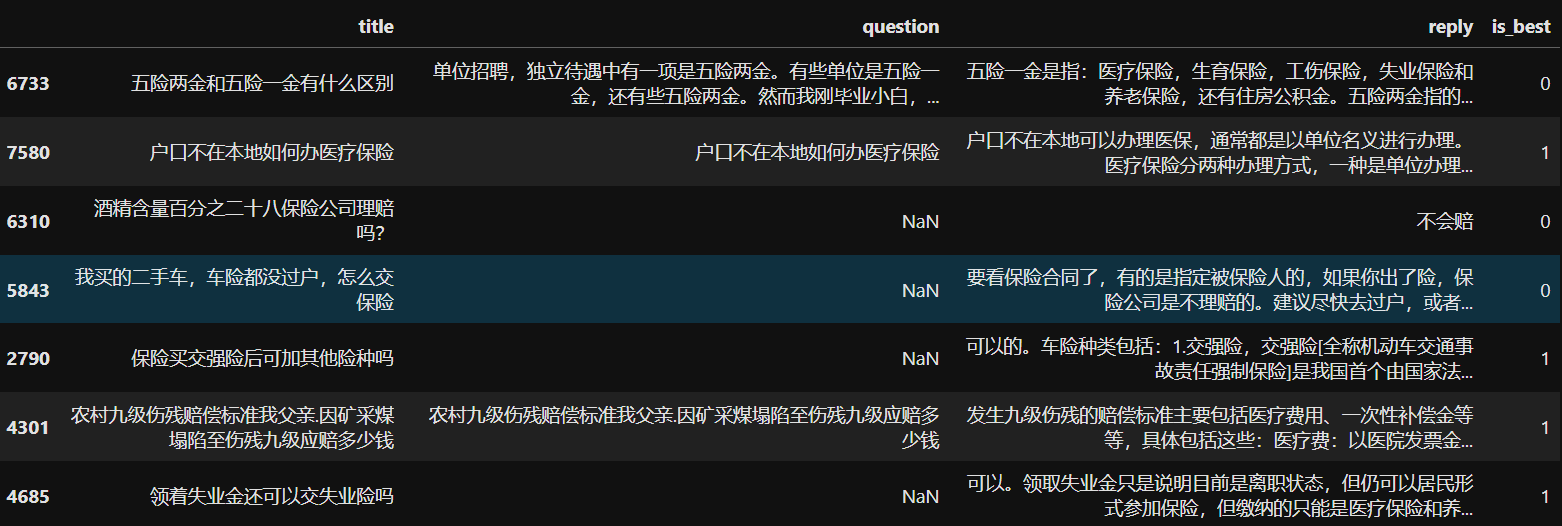 title question reply is_best
6733 五险两金和五险一金有什么区别 单位招聘，独立待遇中有一项是五险两金。有些单位是五险一 五险一金是指：医疗保险，生育保险，工伤保险，失业保险和 0
金，还有些五险两金。然而我刚毕业小白，... 养老保险，还有住房公积金。五险两金指的...
7580 户口不在本地如何办医疗保险 户口不在本地如何办医疗保险 户口不在本地可以办理医保，通常都是以单位名义进行办理。 1
医疗保险分两种办理方式，一种是单位办理...
6310 酒精含量百分之二十八保险公司理赔 NaN 不会赔 0
吗？
5843 我买的二手车，车险都没过户，怎么交 NaN 要看保险合同了，有的是指定被保险人的，如果你出了险，保 0
保险 险公司是不理赔的。建议尽快去过户，或者...
2790 保险买交强险后可加其他险种吗 NaN 可以的。车险种类包括：1.交强险，交强险[全称机动车交通事 1
故责任强制保险]是我国首个由国家法...
4301 农村九级伤残赔偿标准我父亲.因矿采煤 农村九级伤残赔偿标准我父亲.因矿采煤塌陷至伤残九级应赔多 发生九级伤残的赔偿标准主要包括医疗费用、一次性补偿金等 1
塌陷至伤残九级应赔多少钱 少钱 等，具体包括这些：医疗费：以医院发票金...
4685 领着失业金还可以交失业险吗 NaN 可以。领取失业金只是说明目前是离职状态，但仍可以居民形 1
式参加保险，但缴纳的只能是医疗保险和养...